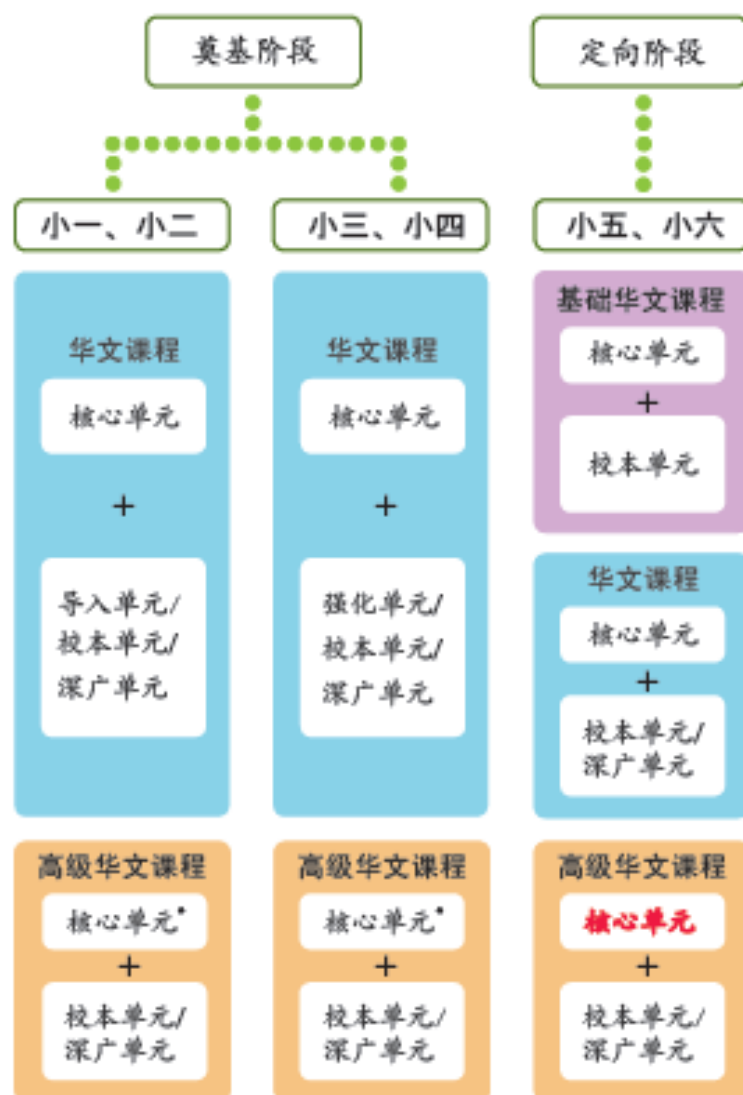 奠基阶段
定向阶段
小一、小二
小三、小四
小五、小六
华文课程
核心单元
+
导入单元/
校本单元/
深广单元
华文课程
核心单元
+
强化单元/
校本单元/
深广单元
基础华文课程
核心单元
+
校本单元
华文课程
核心单元
+
校本单元/
深广单元
高级华文课程
核心单元*
+
校本单元/
深广单元
高级华文课程
核心单元*
+
校本单元/
深广单元
高级华文课程
核心单元
+
校本单元/
深广单元